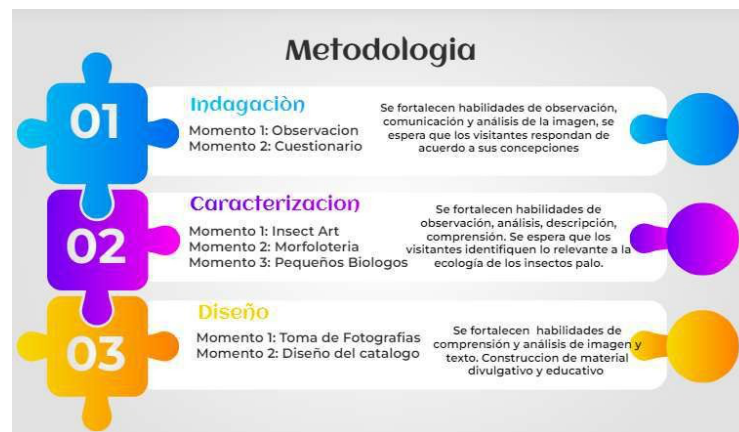 Metodologia
01
Indagaciòn
Momento 1: Observacion
Momento 2: Cuestionario
Se fortalecen habilidades de observación,
comunicación y análisis de la imagen, se
espera que los visitantes respondan de
acuerdo a sus concepciones
02
Caracterizacion
Momento 1: Insect Art
Momento 2: Morfoloteria
Momento 3: Pequeños Biologos
Se fortalecen habilidades de
observación, análisis, descripción,
comprensión. Se espera que los
visitantes identifiquen lo relevante a la
ecología de los insectos palo.
03
Diseño
Momento 1: Toma de Fotografias
Momento 2: Diseño del catalogo
Se fortalecen habilidades de
comprensión y análisis de imagen y
texto. Construccion de material
divulgativo y educativo